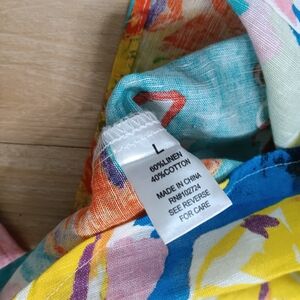 L
60%LINEN
40%COTTON
MADE IN CHINA
RN#102724
SEE REVERSE
FOR CARE